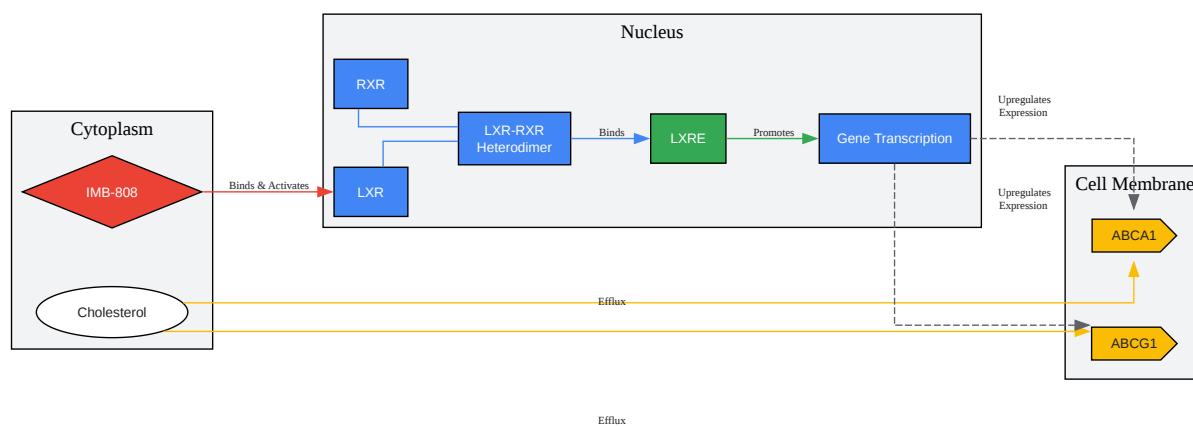 Nucleus
RXR
Upregulates
Expression
Cytoplasm
LXR-RXR
Heterodimer
Binds
LXRE
Promotes
Gene Transcription
IMB-808
Binds & Activates
LXR
Upregulates
Expression
Cell Membrane
ABCA1
Cholesterol
Efflux
ABCG1
Efflux